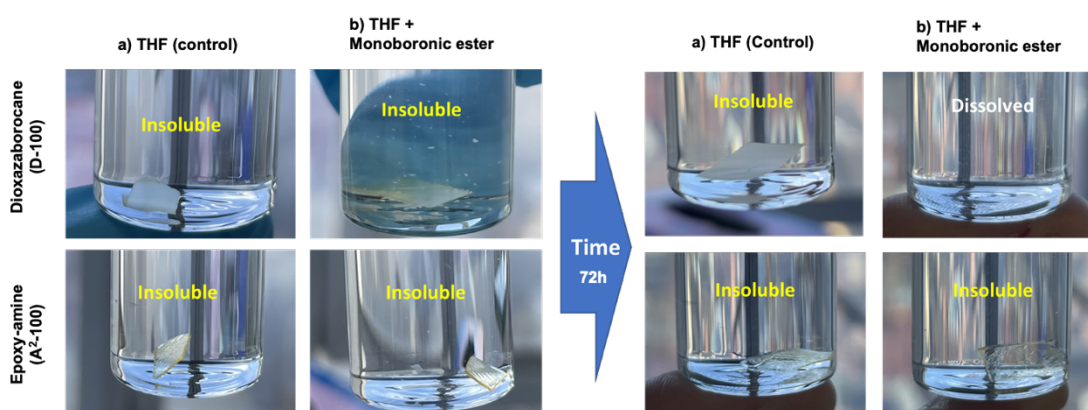 a) THF (control)
b) THF +
Monoboronic ester
a) THF (Control)
b) THF +
Monoboronic ester
Dioxazaborocane
(D-100)
Insoluble
Insoluble
Insoluble
Dissolved
Time
72h
Epoxy-amine
(A²-100)
Insoluble
Insoluble
Insoluble
Insoluble